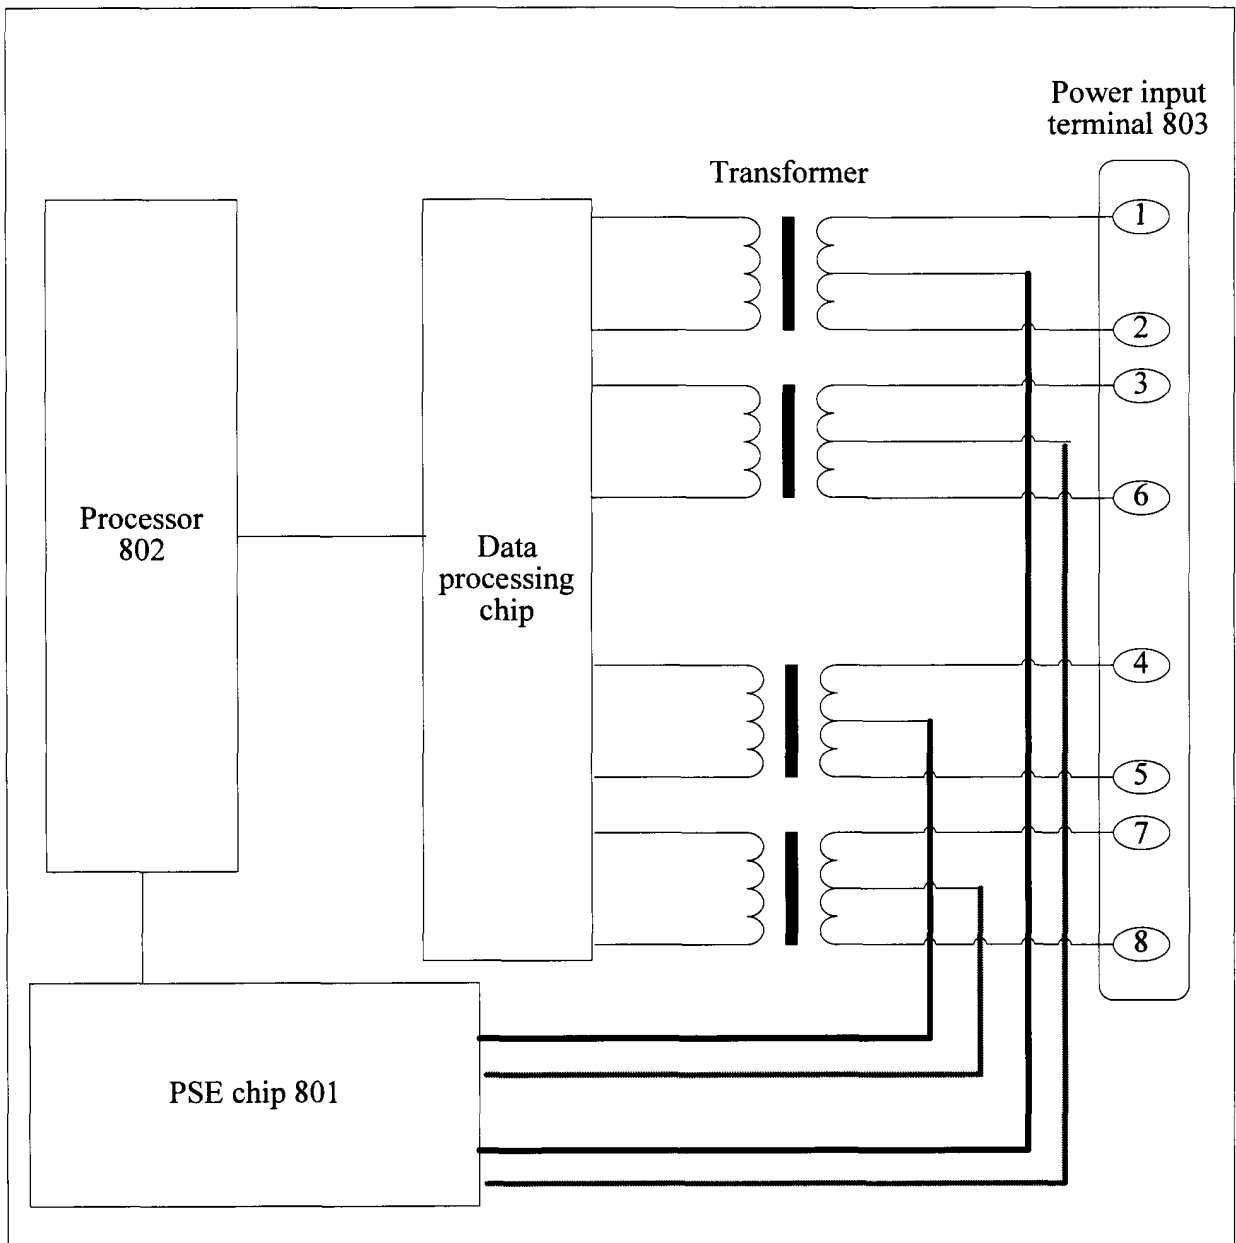 Power input
terminal 803
Transformer
1
2
3
6
Processor
802
Data
processing
chip
4
5
7
8
PSE chip 801